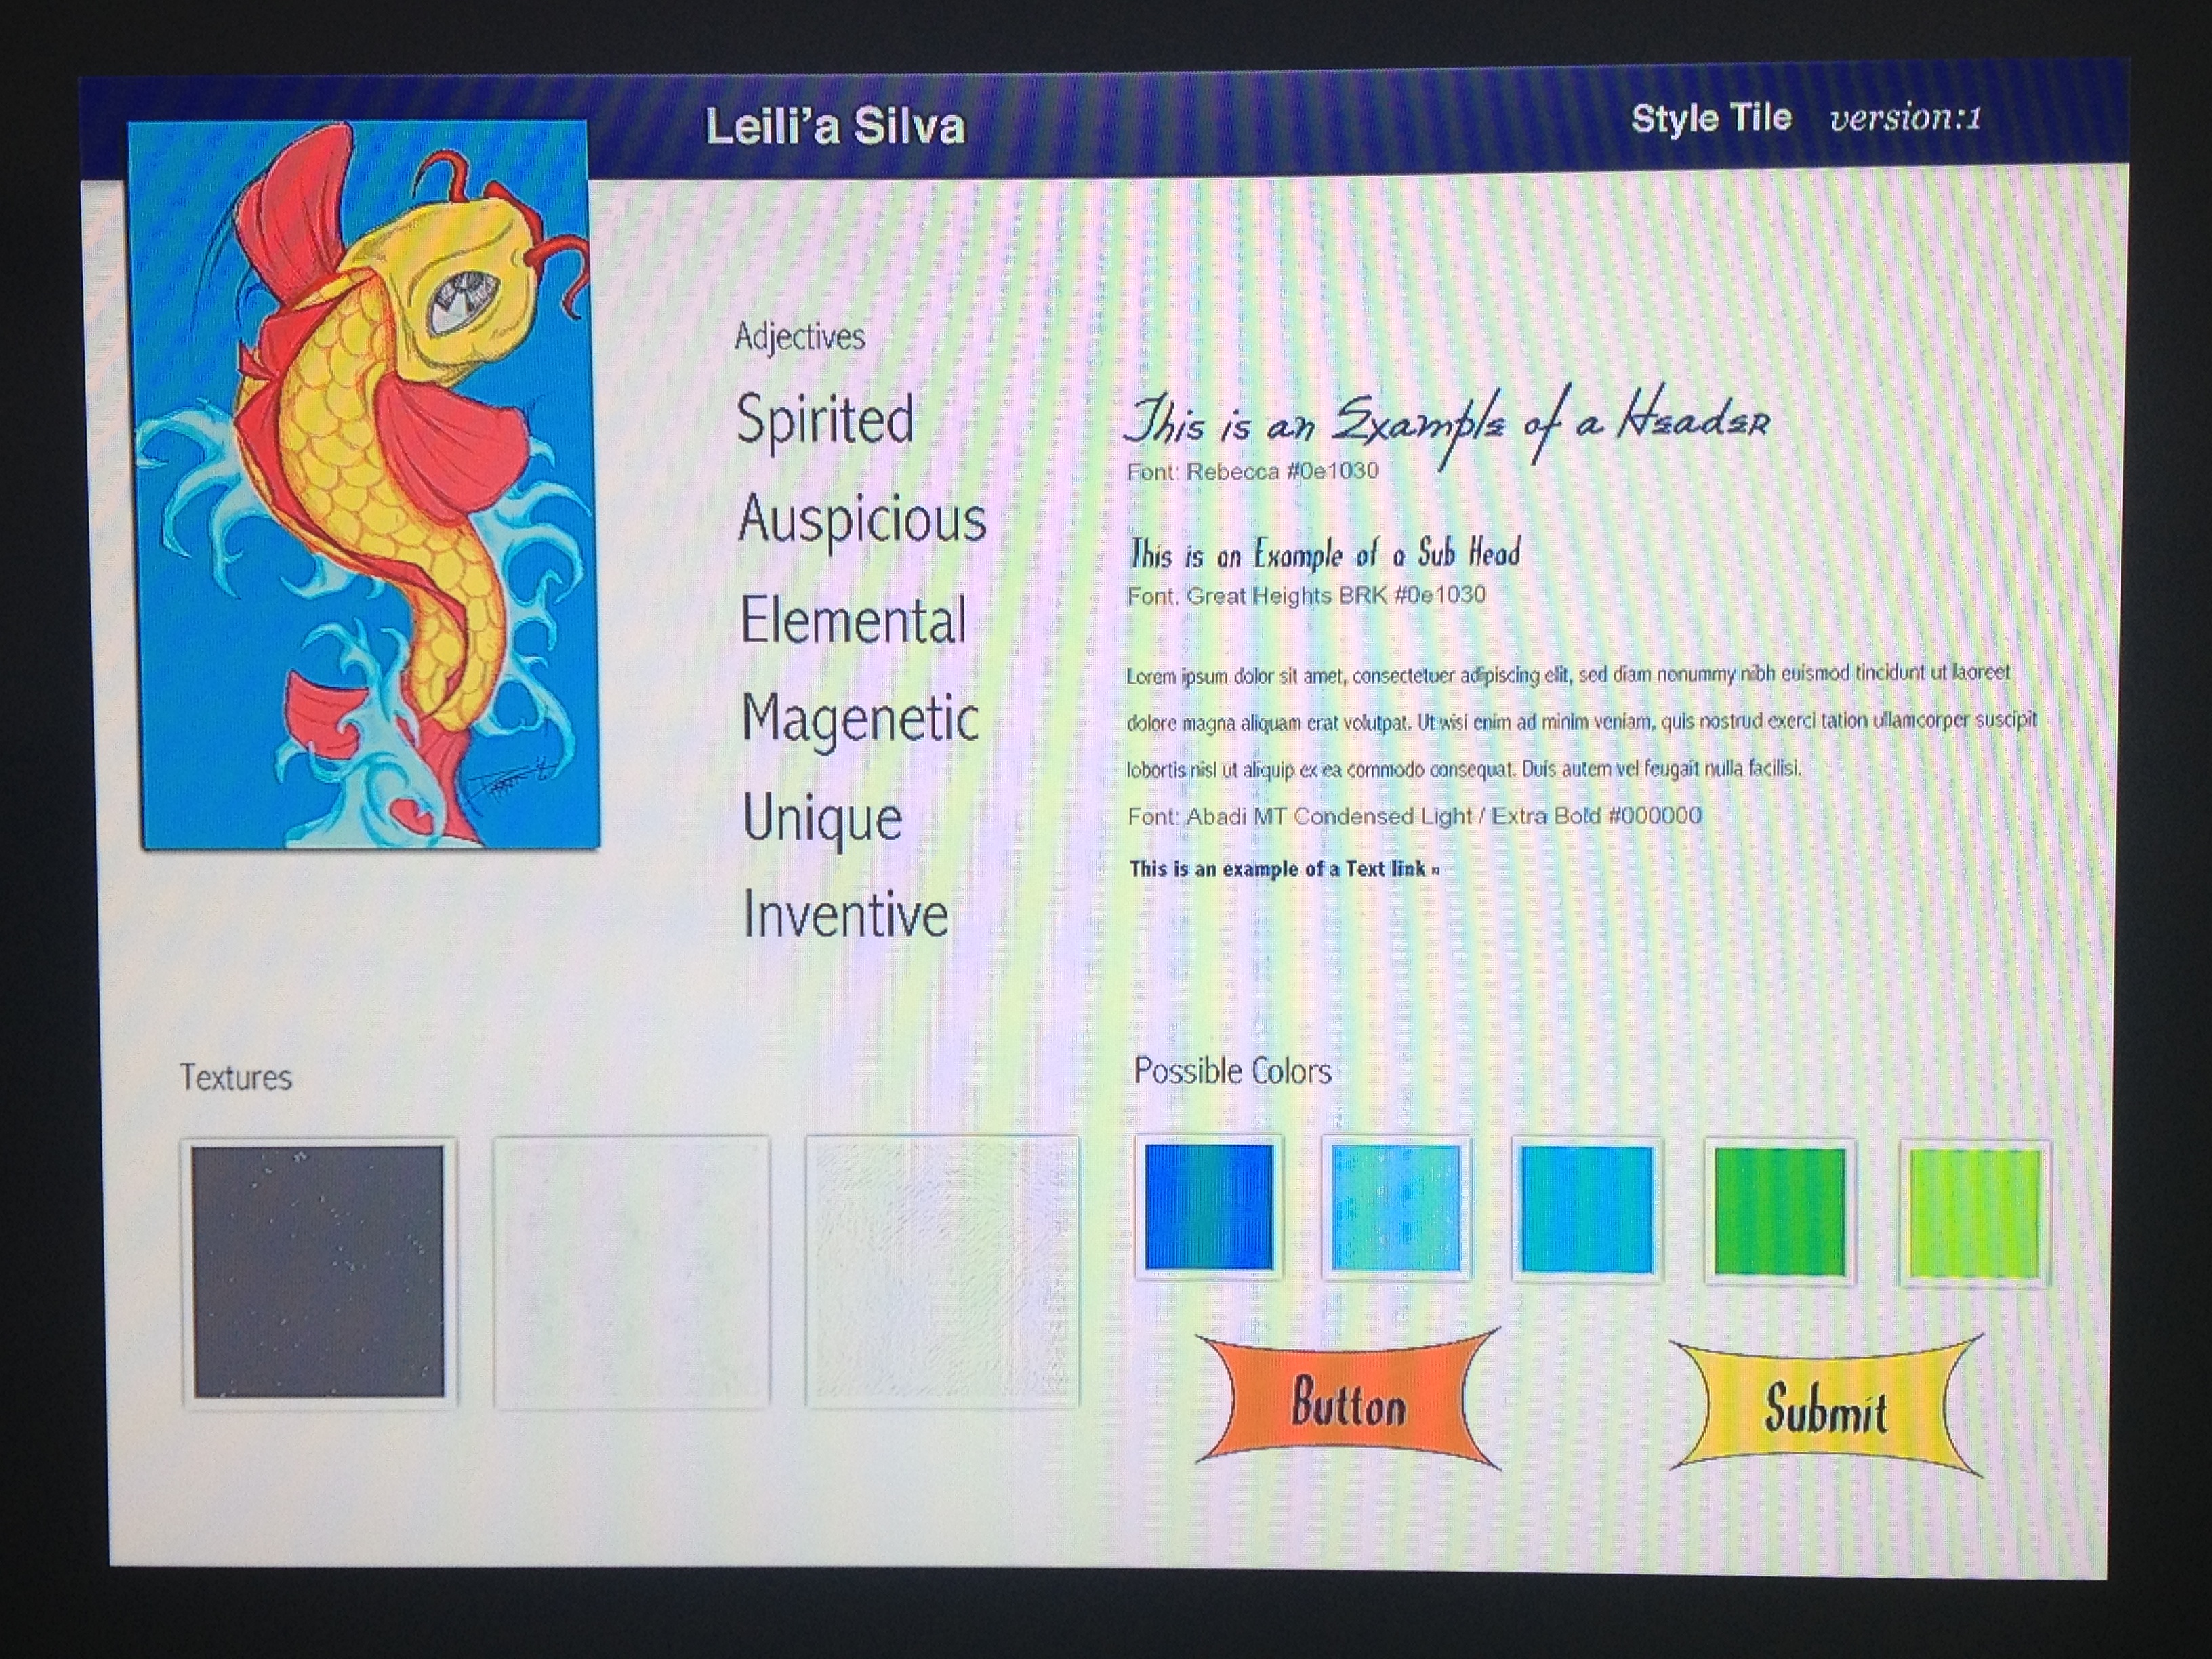 Leili’a Silva
Style Tile version:1
Adjectives
Spirited
Auspicious
Elemental
Magenetic
Unique
Inventive
This is an Example of a Header
Font: Rebecca #0e1030
This is an Example of a Sub Head
Font: Great Heights BRK #0e1030
Lorem ipsum dolor sit amet, consectetuer adipiscing elit, sed diam nonummy nibh euismod tincidunt ut laoreet
dolore magna aliquam erat volutpat. Ut wisi enim ad minim veniam, quis nostrud exerci tation ullamcorper suscipit
lobortis nisl ut aliquip ex ea commodo consequat. Duis autem vel feugait nulla facilisi.
Font: Abadi MT Condensed Light / Extra Bold #000000
This is an example of a Text link »
Textures
Possible Colors
Button
Submit